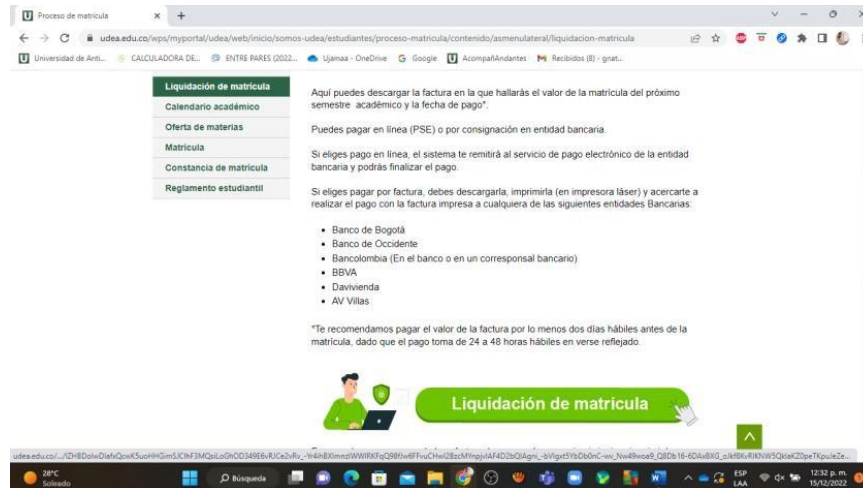 Proceso de matrícula
udea.edu.co/wps/myportal/udea/web/inicio/somos-udea/estudiantes/proceso-matricula/contenido/asmenulateral/liquidacion-matricula
Universidad de Anti... CALCULADORA DE... ENTRE PARES (2022... Ujamaa - OneDrive Google AcompañAndantes Recibidos (8) - gnat...
Liquidación de matrícula
Calendario académico
Oferta de materias
Matrícula
Constancia de matrícula
Reglamento estudiantil
Aquí puedes descargar la factura en la que hallarás el valor de la matrícula del próximo
semestre académico y la fecha de pago*.
Puedes pagar en línea (PSE) o por consignación en entidad bancaria.
Si eliges pago en línea, el sistema te remitirá al servicio de pago electrónico de la entidad
bancaria y podrás finalizar el pago.
Si eliges pagar por factura, debes descargarla, imprimirla (en impresora láser) y acercarte a
realizar el pago con la factura impresa a cualquiera de las siguientes entidades Bancarias:
• Banco de Bogotá
• Banco de Occidente
• Bancolombia (En el banco o en un corresponsal bancario)
• BBVA
• Davivienda
• AV Villas
*Te recomendamos pagar el valor de la factura por lo menos dos días hábiles antes de la
matrícula, dado que el pago toma de 24 a 48 horas hábiles en verse reflejado.
Liquidación de matrícula
28°C
Soleado
Búsqueda
ESP
LAA
12:32 p. m.
15/12/2022